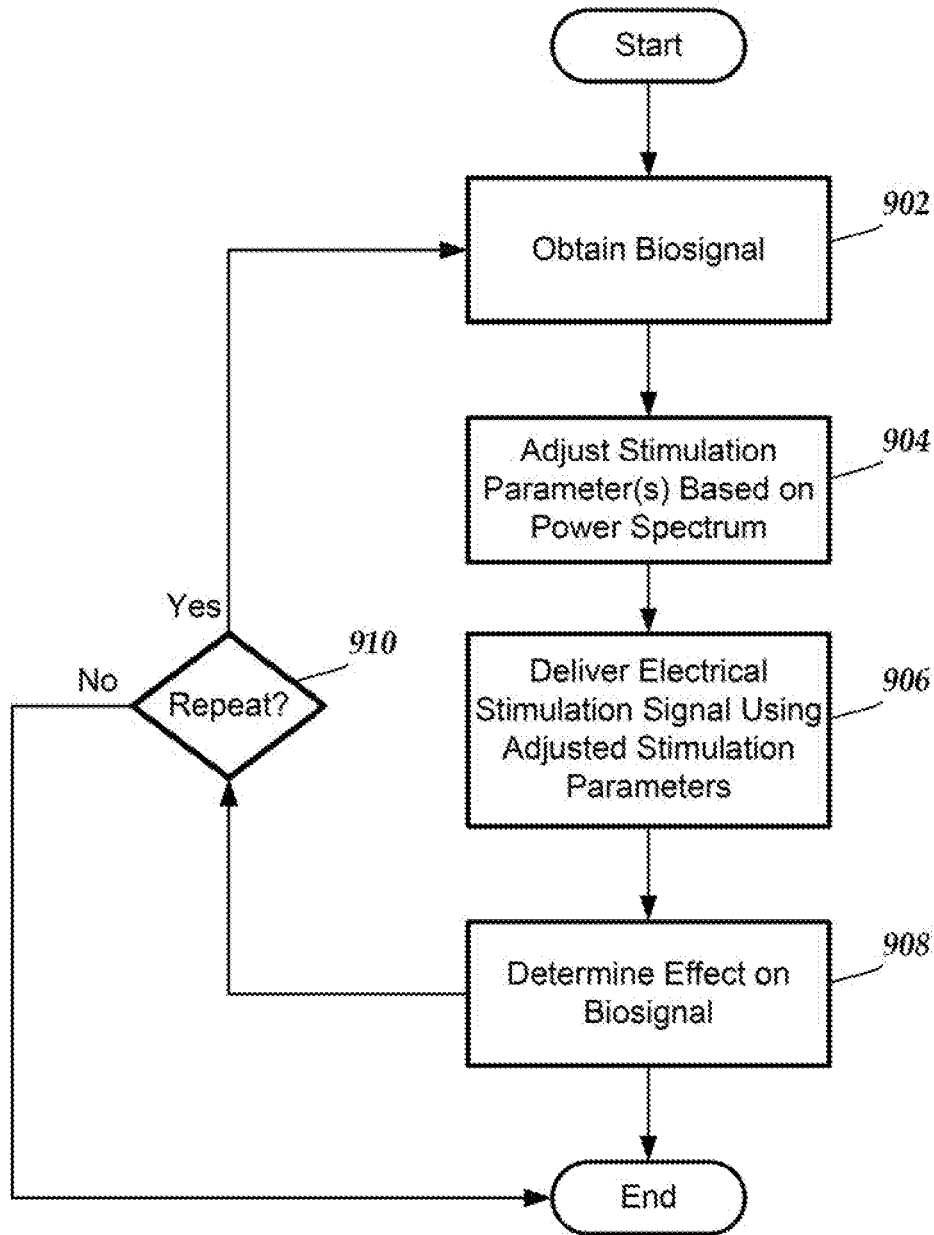 Start
902
Obtain Biosignal
904
Adjust Stimulation
Parameter(s) Based on
Power Spectrum
Yes
910
No
Repeat?
906
Deliver Electrical
Stimulation Signal Using
Adjusted Stimulation
Parameters
908
Determine Effect on
Biosignal
End